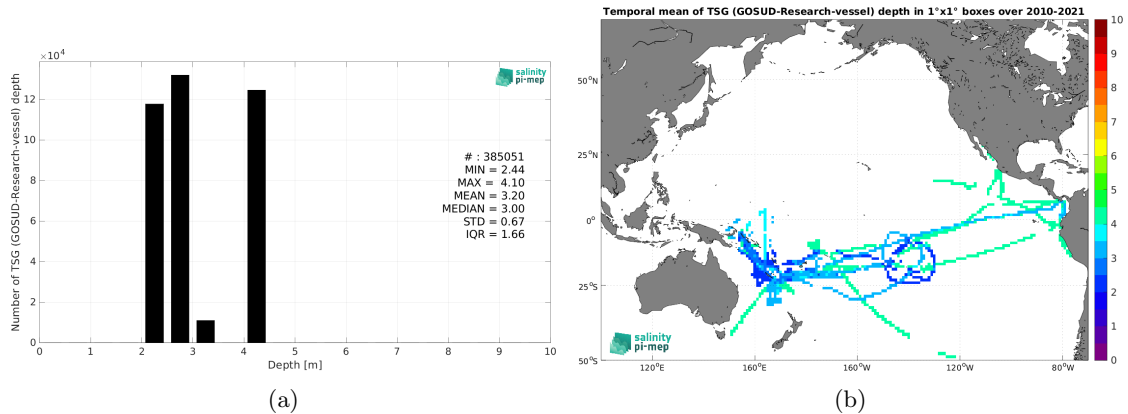 ×10⁴
12
10
8
6
4
2
0
Number of TSG (GOSUD-Research-vessel) depth
0 1 2 3 4 5 6 7 8 9 10
Depth [m]
salinity
pi-mep
# : 385051
MIN = 2.44
MAX = 4.10
MEAN = 3.20
MEDIAN = 3.00
STD = 0.67
IQR = 1.66
(a)
Temporal mean of TSG (GOSUD-Research-vessel) depth in 1°x1° boxes over 2010-2021
50°N
25°N
0°
25°S
50°S
120°E 160°E 160°W 120°W 80°W
salinity
pi-mep
10
9
8
7
6
5
4
3
2
1
0
(b)